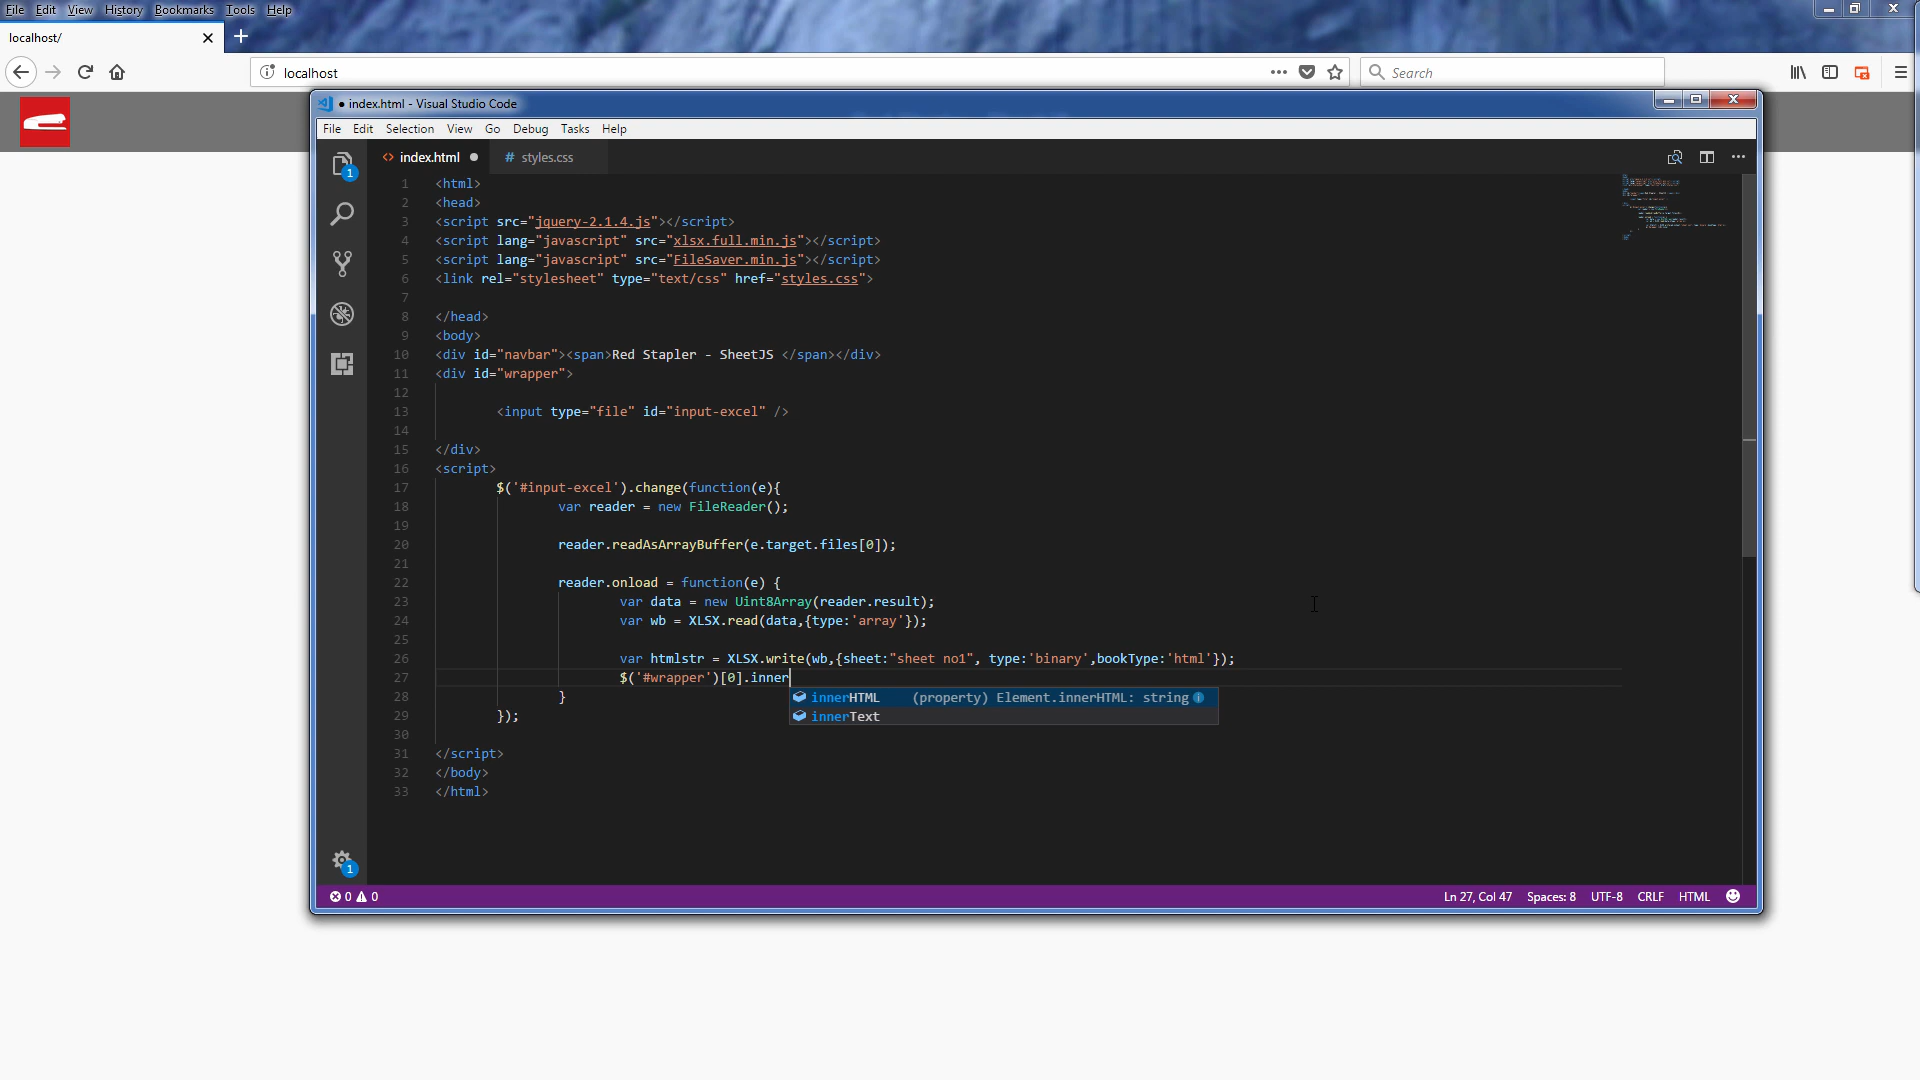 File Edit View History Bookmarks Tools Help
localhost/
localhost
Search
index.html - Visual Studio Code
File Edit Selection View Go Debug Tasks Help
1
index.html
# styles.css
1 <html>
2 <head>
3 <script src="jquery-2.1.4.js"></script>
4 <script lang="javascript" src="xlsx.full.min.js"></script>
5 <script lang="javascript" src="FileSaver.min.js"></script>
6 <link rel="stylesheet" type="text/css" href="styles.css">
7
8 </head>
9 <body>
10 <div id="navbar"><span>Red Stapler - SheetJS </span></div>
11 <div id="wrapper">
12
13 <input type="file" id="input-excel" />
14
15 </div>
16 <script>
17 $('#input-excel').change(function(e){
18 var reader = new FileReader();
19
20 reader.readAsArrayBuffer(e.target.files[0]);
21
22 reader.onload = function(e) {
23 var data = new Uint8Array(reader.result);
24 var wb = XLSX.read(data,{type:'array'});
25
26 var htmlstr = XLSX.write(wb,{sheet:"sheet no1", type:'binary',bookType:'html'});
27 $('#wrapper')[0].inner
28 }
innerHTML (property) Element.innerHTML: string
29 });
innerText
30
31 </script>
32 </body>
33 </html>
1
0 0
Ln 27, Col 47 Spaces: 8 UTF-8 CRLF HTML